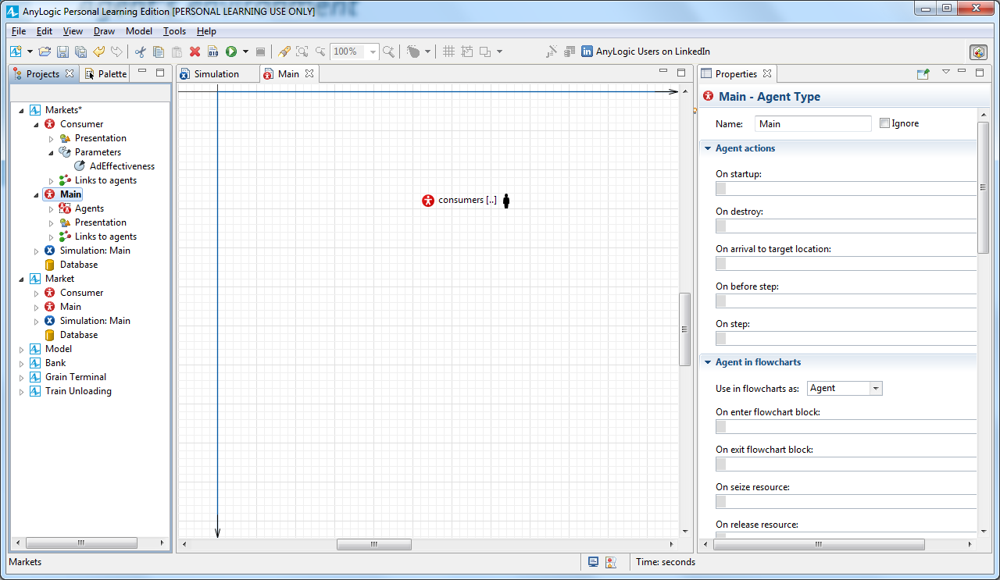 Agent's environment
AnyLogic Personal Learning Edition [PERSONAL LEARNING USE ONLY]
File Edit View Draw Model Tools Help
010
100%
in AnyLogic Users on LinkedIn
Projects Palette
Simulation Main
Properties
Markets*
Consumer
Presentation
Parameters
AdEffectiveness
Links to agents
Main
Agents
Presentation
Links to agents
Simulation: Main
Database
Market
Consumer
Main
Simulation: Main
Database
Model
Bank
Grain Terminal
Train Unloading
consumers [..]
Main - Agent Type
Name: Main Ignore
Agent actions
On startup:
On destroy:
On arrival to target location:
On before step:
On step:
Agent in flowcharts
Use in flowcharts as: Agent
On enter flowchart block:
On exit flowchart block:
On seize resource:
On release resource:
Markets
Time: seconds